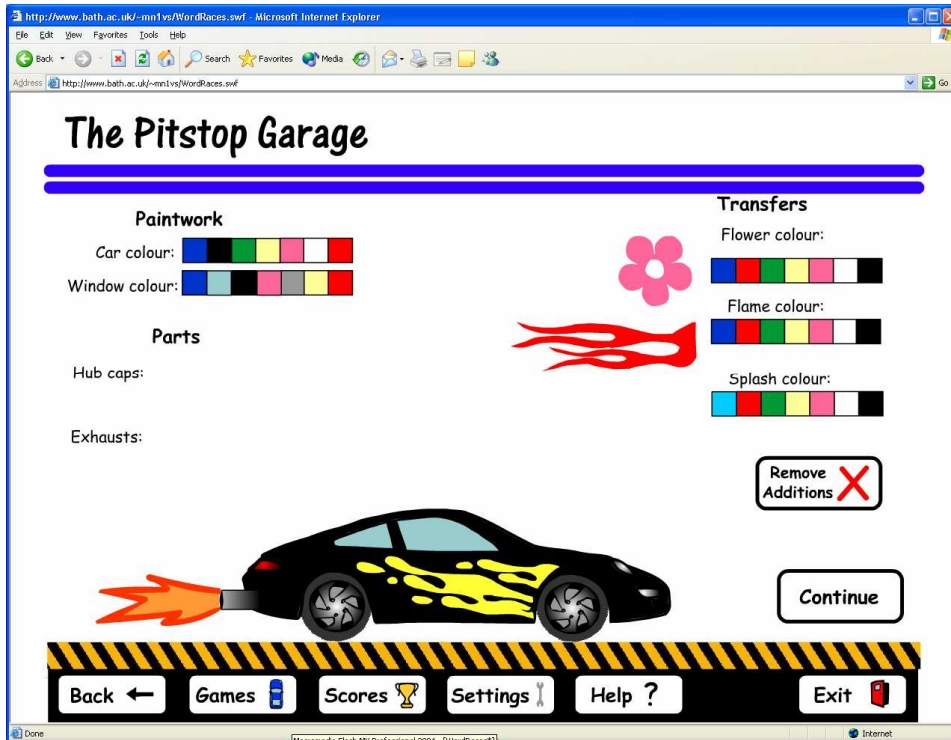 http://www.bath.ac.uk/~mn1vs/WordRaces.swf - Microsoft Internet Explorer
File Edit View Favorites Tools Help
Back Search Favorites Media
Address http://www.bath.ac.uk/~mn1vs/WordRaces.swf Go
The Pitstop Garage
Paintwork
Car colour:
Window colour:
Parts
Hub caps:
Exhausts:
Transfers
Flower colour:
Flame colour:
Splash colour:
Remove
Additions
Continue
Back Games Scores Settings Help ? Exit
Done Internet